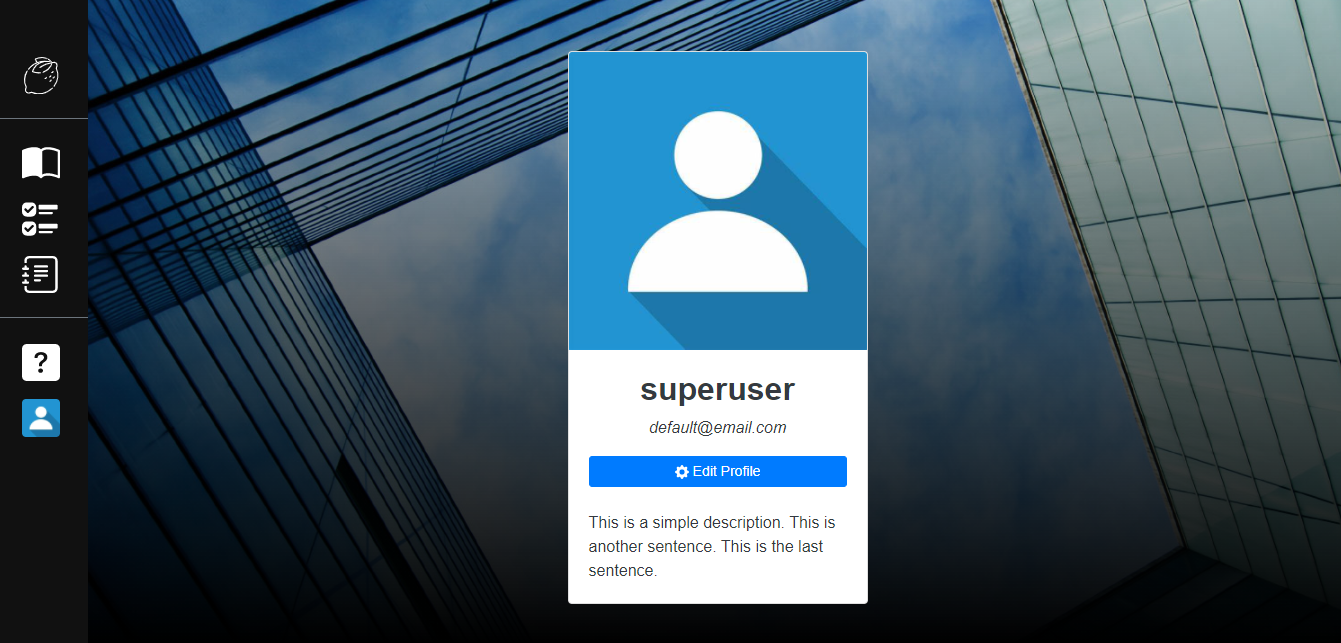 ?
superuser
default@email.com
Edit Profile
This is a simple description. This is
another sentence. This is the last
sentence.